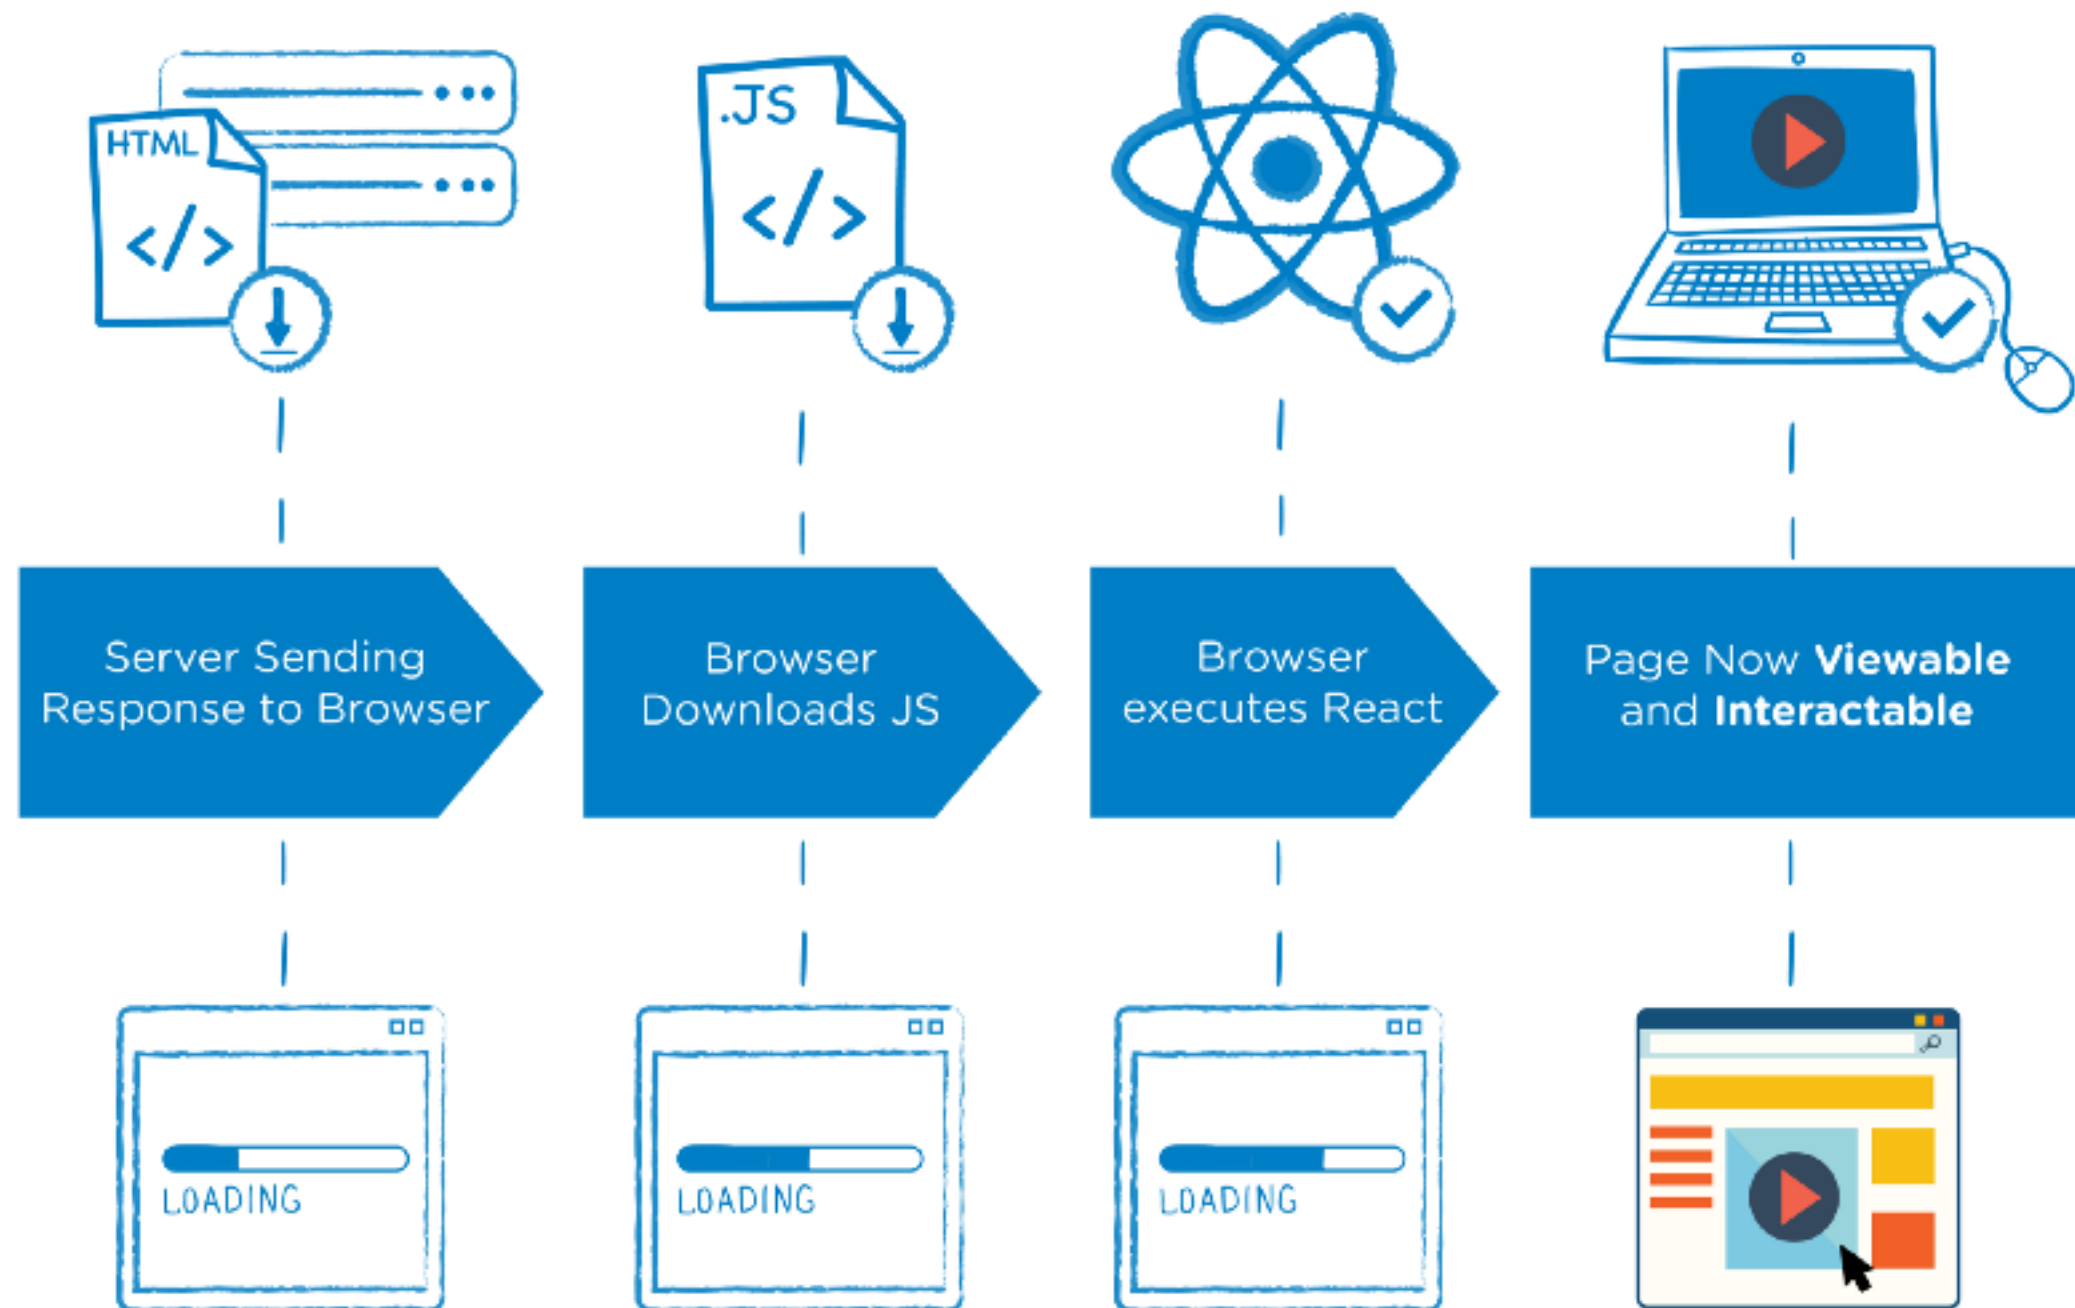 HTML
</>
.JS
</>
Server Sending
Response to Browser
Browser
Downloads JS
Browser
executes React
Page Now Viewable
and Interactable
LOADING
LOADING
LOADING